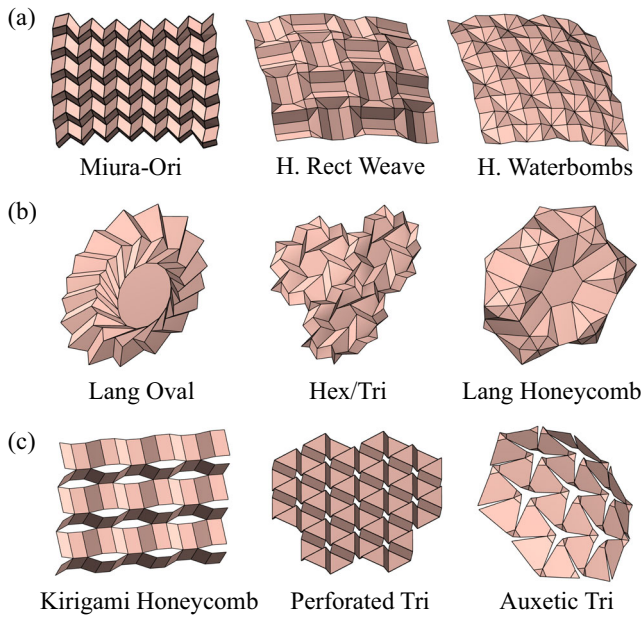 (a)
Miura-Ori H. Rect Weave H. Waterbombs
(b)
Lang Oval Hex/Tri Lang Honeycomb
(c)
Kirigami Honeycomb Perforated Tri Auxetic Tri